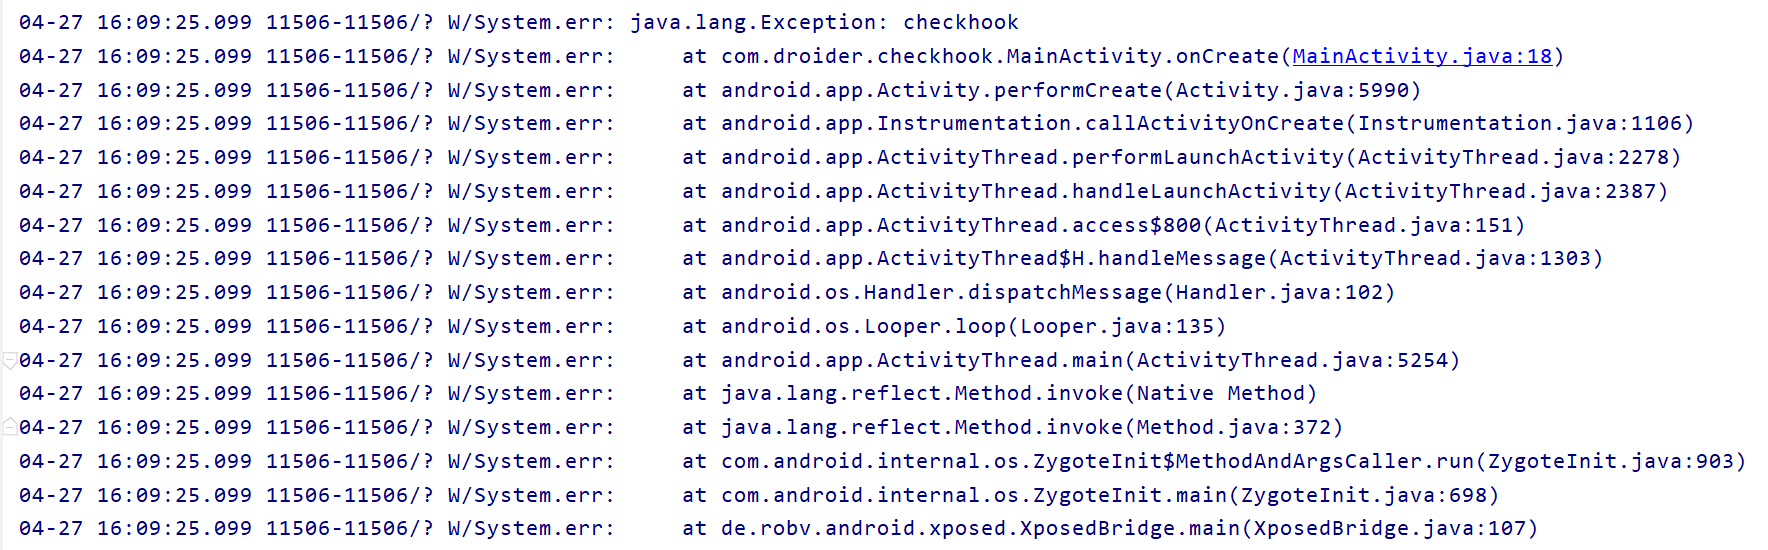 04-27 16:09:25.099 11506-11506/? W/System.err: java.lang.Exception: checkhook
04-27 16:09:25.099 11506-11506/? W/System.err:     at com.droider.checkhook.MainActivity.onCreate(MainActivity.java:18)
04-27 16:09:25.099 11506-11506/? W/System.err:     at android.app.Activity.performCreate(Activity.java:5990)
04-27 16:09:25.099 11506-11506/? W/System.err:     at android.app.Instrumentation.callActivityOnCreate(Instrumentation.java:1106)
04-27 16:09:25.099 11506-11506/? W/System.err:     at android.app.ActivityThread.performLaunchActivity(ActivityThread.java:2278)
04-27 16:09:25.099 11506-11506/? W/System.err:     at android.app.ActivityThread.handleLaunchActivity(ActivityThread.java:2387)
04-27 16:09:25.099 11506-11506/? W/System.err:     at android.app.ActivityThread.access$800(ActivityThread.java:151)
04-27 16:09:25.099 11506-11506/? W/System.err:     at android.app.ActivityThread$H.handleMessage(ActivityThread.java:1303)
04-27 16:09:25.099 11506-11506/? W/System.err:     at android.os.Handler.dispatchMessage(Handler.java:102)
04-27 16:09:25.099 11506-11506/? W/System.err:     at android.os.Looper.loop(Looper.java:135)
04-27 16:09:25.099 11506-11506/? W/System.err:     at android.app.ActivityThread.main(ActivityThread.java:5254)
04-27 16:09:25.099 11506-11506/? W/System.err:     at java.lang.reflect.Method.invoke(Native Method)
04-27 16:09:25.099 11506-11506/? W/System.err:     at java.lang.reflect.Method.invoke(Method.java:372)
04-27 16:09:25.099 11506-11506/? W/System.err:     at com.android.internal.os.ZygoteInit$MethodAndArgsCaller.run(ZygoteInit.java:903)
04-27 16:09:25.099 11506-11506/? W/System.err:     at com.android.internal.os.ZygoteInit.main(ZygoteInit.java:698)
04-27 16:09:25.099 11506-11506/? W/System.err:     at de.robv.android.xposed.XposedBridge.main(XposedBridge.java:107)